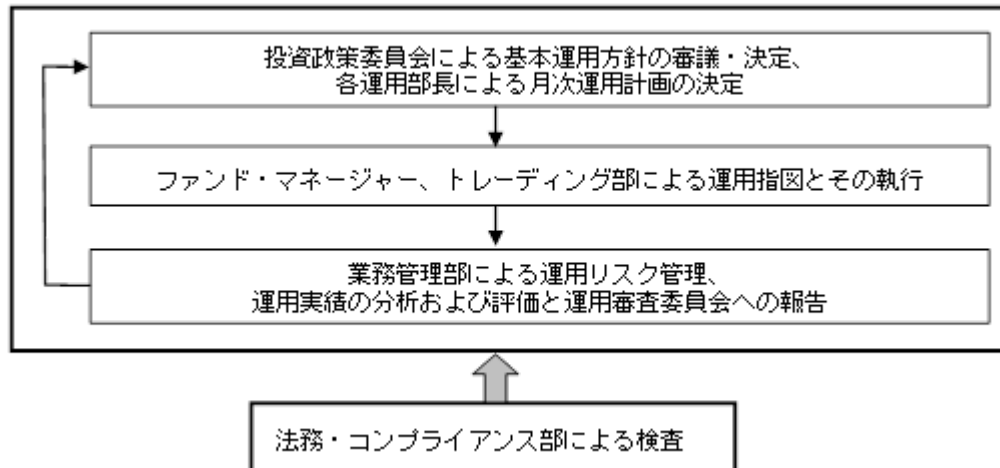 投資政策委員会による基本運用方針の審議・決定、
各運用部長による月次運用計画の決定
ファンド・マネージャー、トレーディング部による運用指図とその執行
業務管理部による運用リスク管理、
運用実績の分析および評価と運用審査委員会への報告
法務・コンプライアンス部による検査